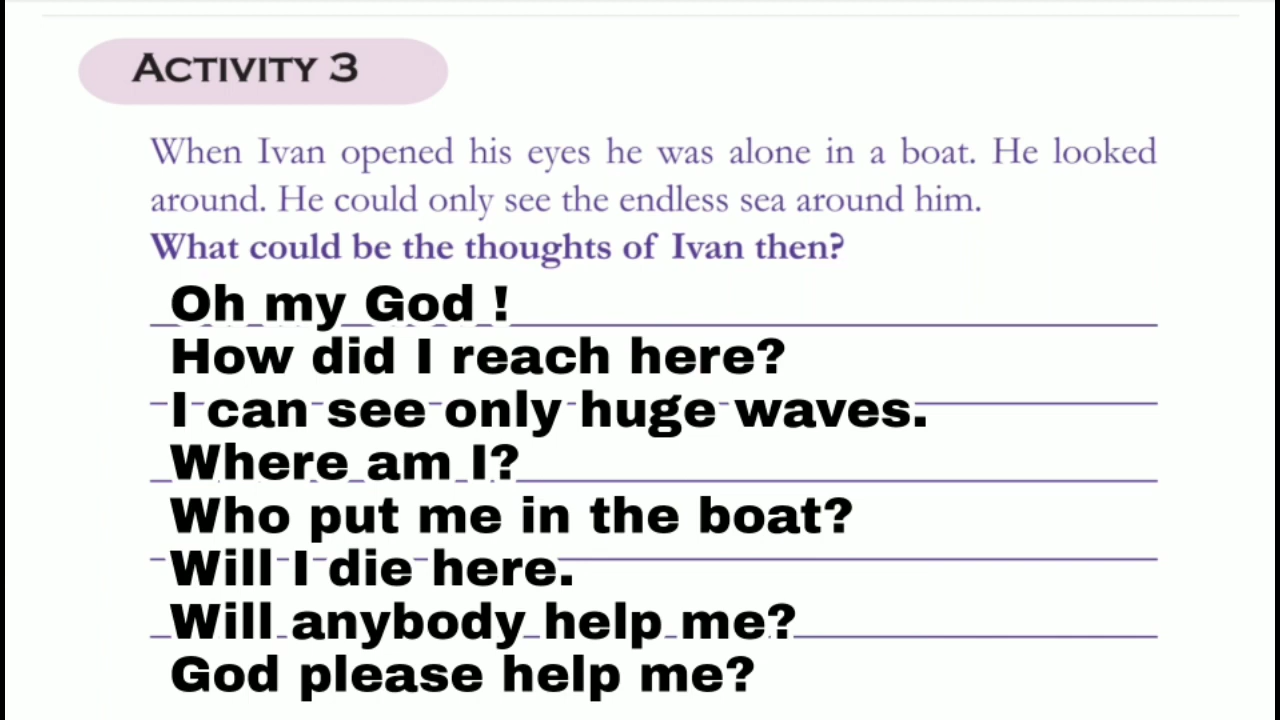 ACTIVITY 3
When Ivan opened his eyes he was alone in a boat. He looked
around. He could only see the endless sea around him.
What could be the thoughts of Ivan then?
Oh my God !
How did I reach here?
I can see only huge waves.
Where am I?
Who put me in the boat?
Will I die here.
Will anybody help me?
God please help me?